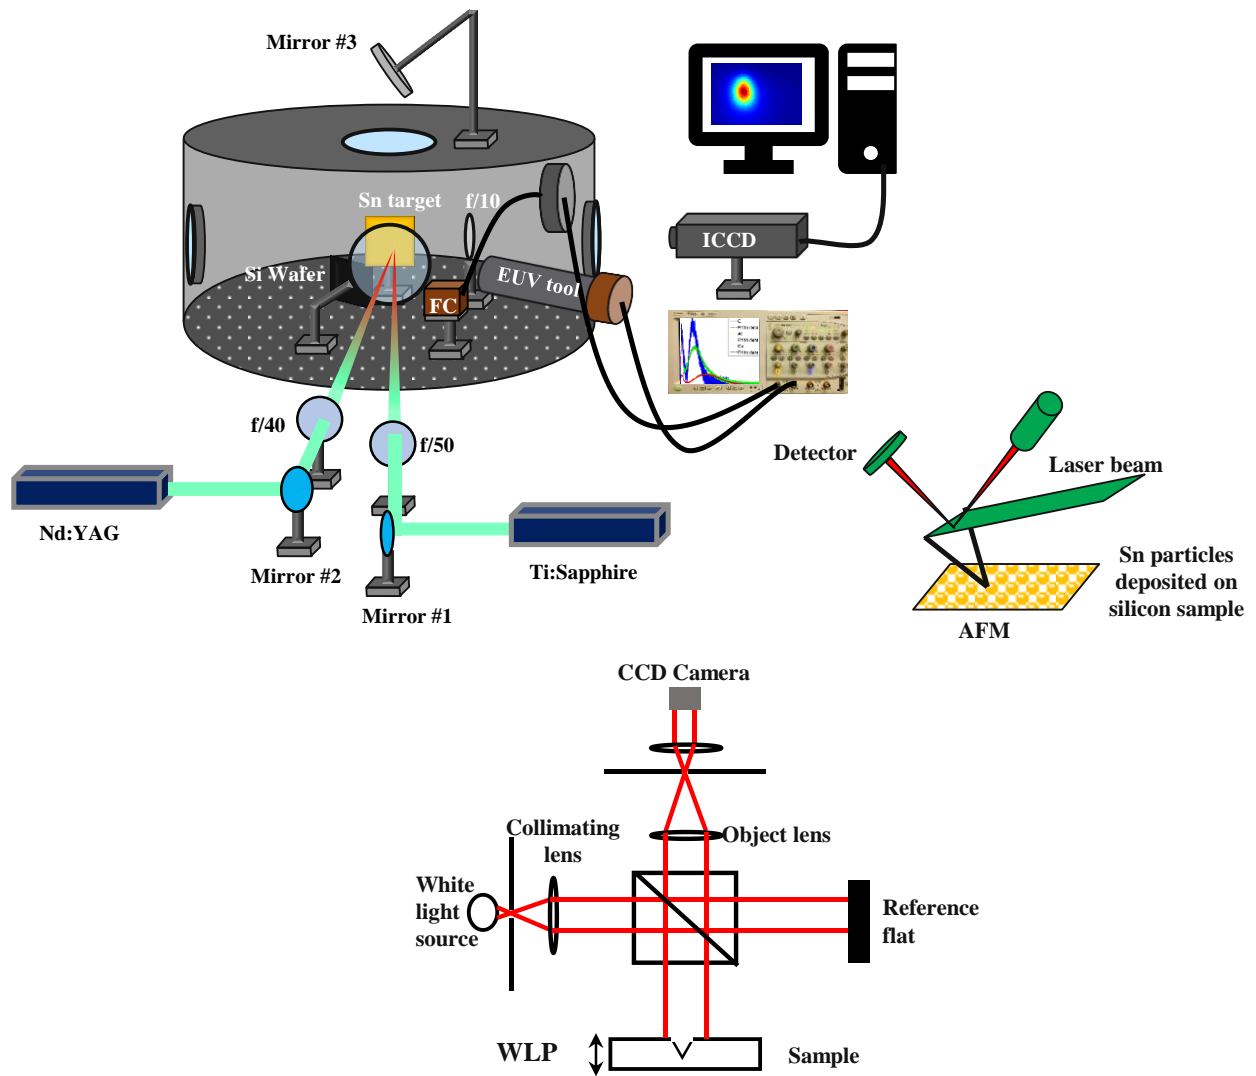 Mirror #3
Sn target
f/10
Si Wafer
FC
EUV tool
ICCD
f/40
f/50
Nd:YAG
Mirror #2
Ti:Sapphire
Mirror #1
Detector
Laser beam
Sn particles
deposited on
silicon sample
AFM
CCD Camera
Object lens
Collimating
lens
White
light
source
Reference
flat
WLP
Sample